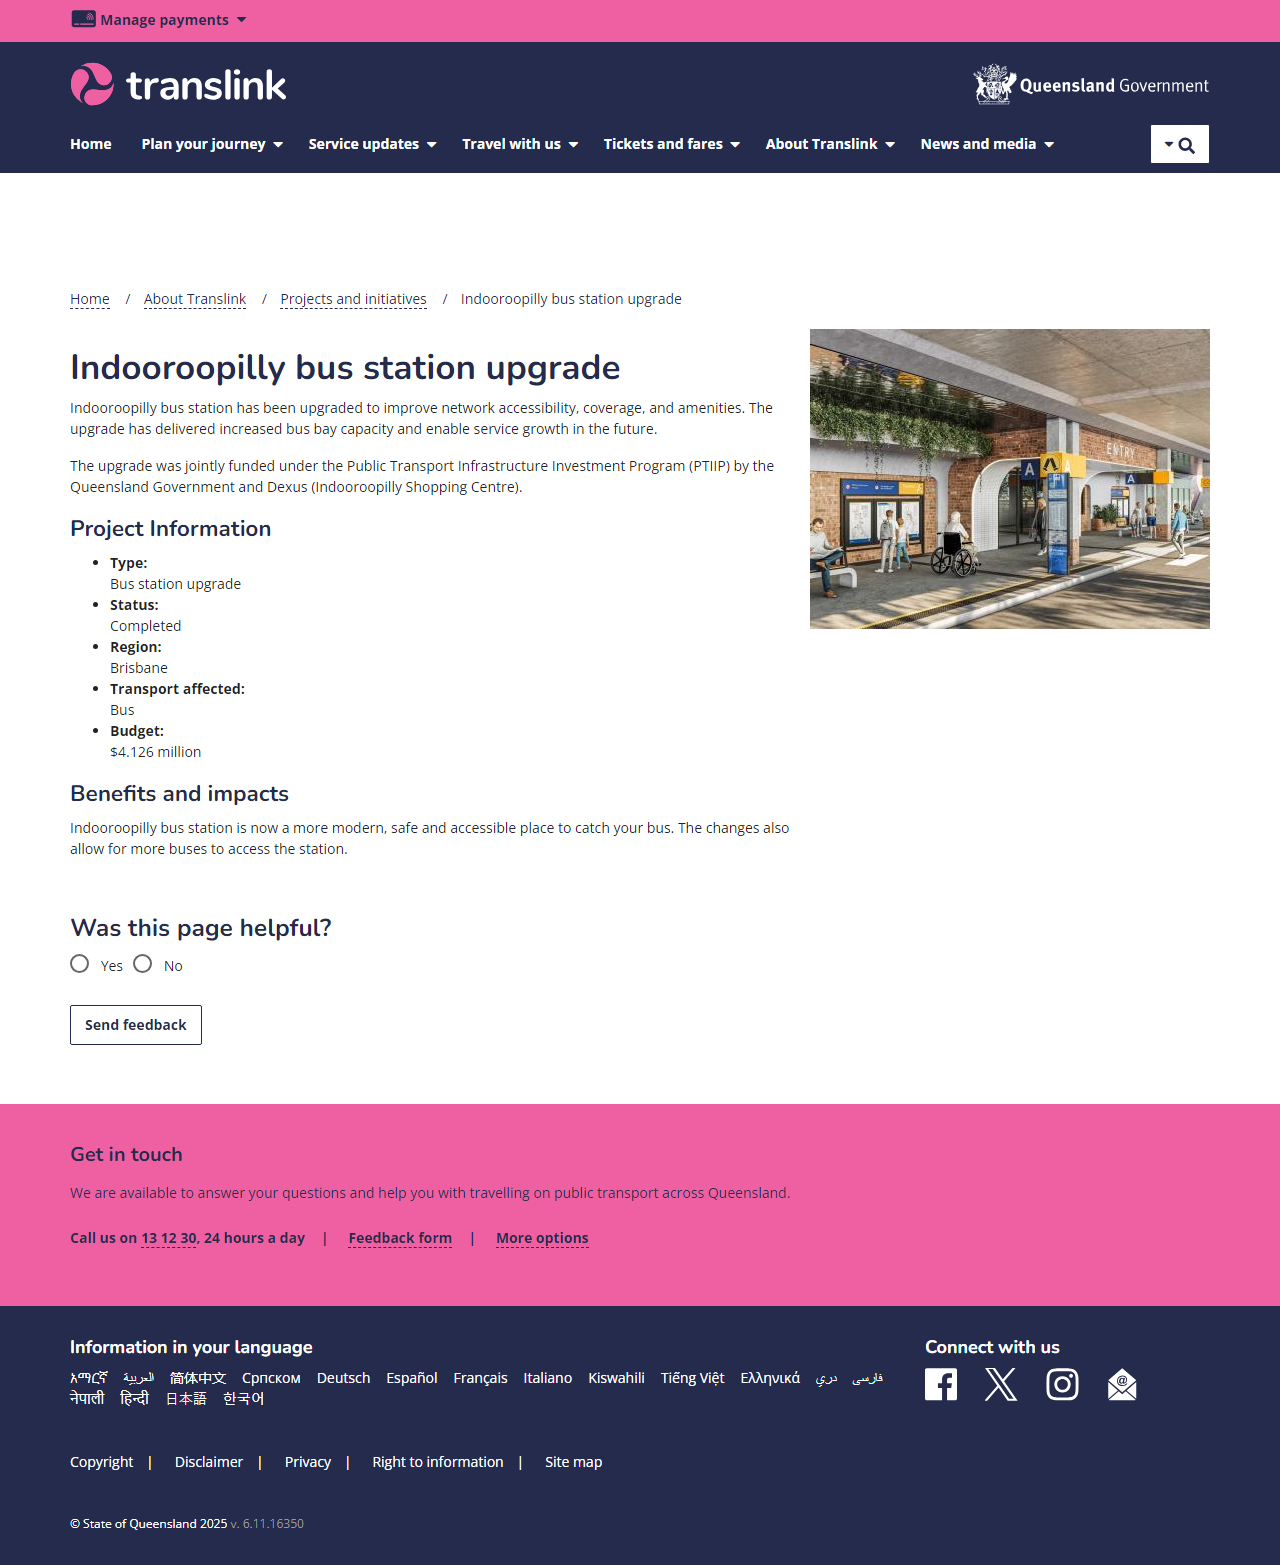 Manage payments
translink
Queensland Government
Home Plan your journey Service updates Travel with us Tickets and fares About Translink News and media
Home / About Translink / Projects and initiatives / Indooroopilly bus station upgrade
Indooroopilly bus station upgrade
Indooroopilly bus station has been upgraded to improve network accessibility, coverage, and amenities. The
upgrade has delivered increased bus bay capacity and enable service growth in the future.
The upgrade was jointly funded under the Public Transport Infrastructure Investment Program (PTIIP) by the
Queensland Government and Dexus (Indooroopilly Shopping Centre).
ENTRY
A
A
A
Project Information
Type:
Bus station upgrade
Status:
Completed
Region:
Brisbane
Transport affected:
Bus
Budget:
$4.126 million
Benefits and impacts
Indooroopilly bus station is now a more modern, safe and accessible place to catch your bus. The changes also
allow for more buses to access the station.
Was this page helpful?
Yes No
Send feedback
Get in touch
We are available to answer your questions and help you with travelling on public transport across Queensland.
Call us on 13 12 30, 24 hours a day | Feedback form | More options
Information in your language
አማርኛ العربية 简体中文 Српском Deutsch Español Français Italiano Kiswahili Tiếng Việt Ελληνικά دري فارسی
नेपाली हिन्दी 日本語 한국어
Connect with us
Copyright | Disclaimer | Privacy | Right to information | Site map
© State of Queensland 2025 v. 6.11.16350